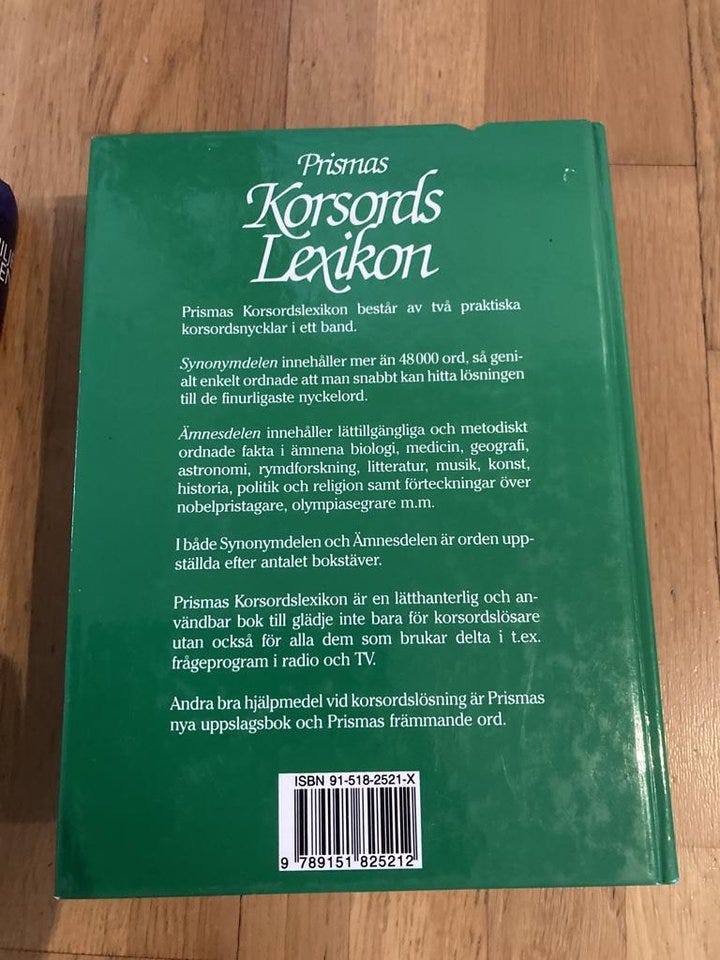 Prismas
Korsords
Lexikon
Prismas Korsordslexikon består av två praktiska
korsordsnycklar i ett band.
Synonymdelen innehåller mer än 48000 ord, så geni-
alt enkelt ordnade att man snabbt kan hitta lösningen
till de finurligaste nyckelord.
Ämnesdelen innehåller lättillgängliga och metodiskt
ordnade fakta i ämnena biologi, medicin, geografi,
astronomi, rymdforskning, litteratur, musik, konst,
historia, politik och religion samt förteckningar över
nobelpristagare, olympiasegrare m.m.
I både Synonymdelen och Ämnesdelen är orden upp-
ställda efter antalet bokstäver.
Prismas Korsordslexikon är en lätthanterlig och an-
vändbar bok till glädje inte bara för korsordslösare
utan också för alla dem som brukar delta i t.ex.
frågeprogram i radio och TV.
Andra bra hjälpmedel vid korsordslösning är Prismas
nya uppslagsbok och Prismas främmande ord.
ISBN 91-518-2521-X
9 789151 825212